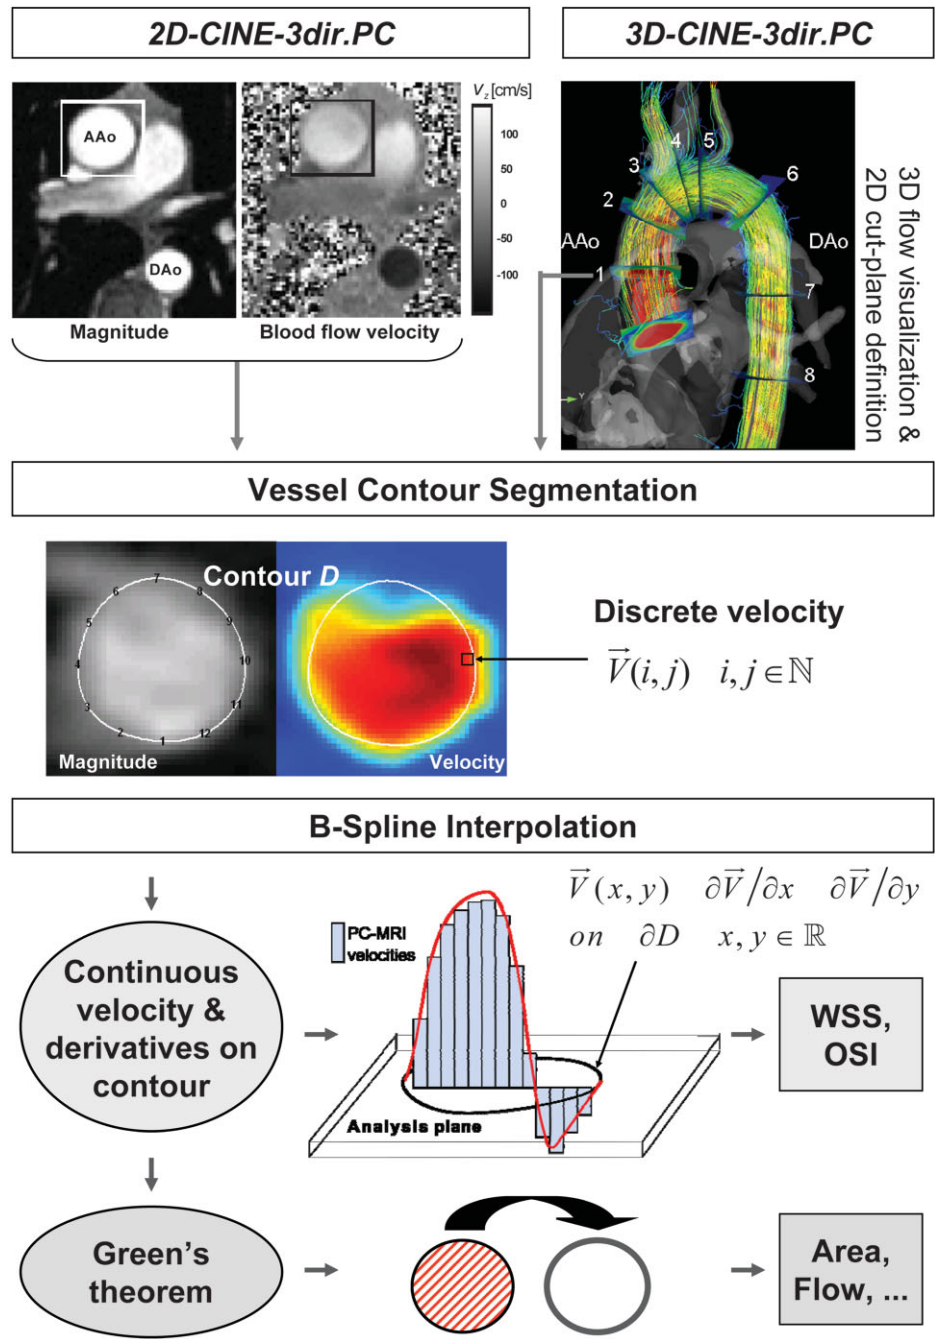 2D-CINE-3dir.PC
3D-CINE-3dir.PC
AAo
DAo
Magnitude
Blood flow velocity
V_z [cm/s]
100
50
0
-50
-100
1
2
3
4
5
6
7
8
AAo
DAo
Y
3D flow visualization &
2D cut-plane definition
Vessel Contour Segmentation
Contour D
1
2
3
4
5
6
7
8
9
10
11
12
Magnitude
Velocity
Discrete velocity
V⃗(i,j) i,j∈ℕ
B-Spline Interpolation
Continuous
velocity &
derivatives on
contour
PC-MRI
velocities
Analysis plane
V⃗(x,y) ∂V⃗/∂x ∂V⃗/∂y
on ∂D x,y∈ℝ
WSS,
OSI
Green's
theorem
Area,
Flow, ...